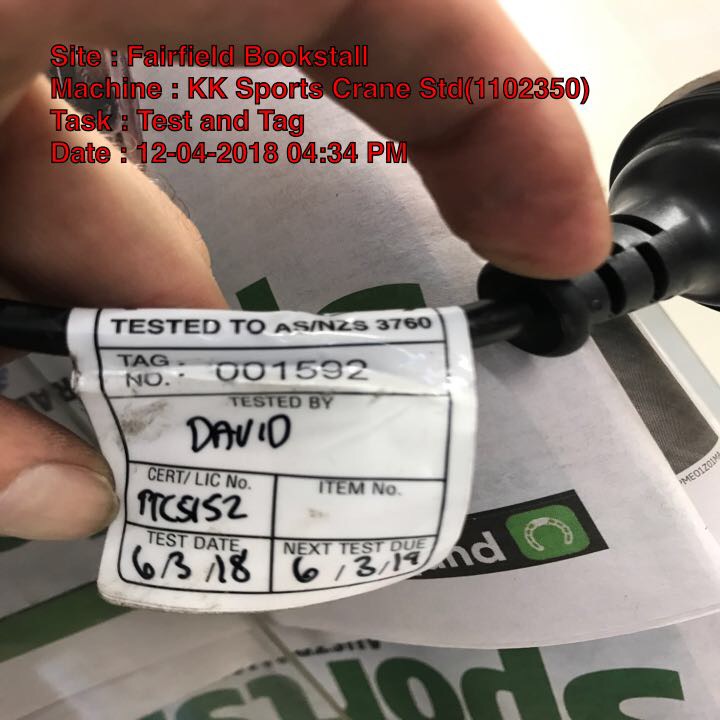 Site : Fairfield Bookstall
Machine : KK Sports Crane Std(1102350)
Task : Test and Tag
Date : 12-04-2018 04:34 PM
TESTED TO AS/NZS 3760
TAG NO. : 001592
TESTED BY
DAVID
CERT/ LIC No.
PTCS152
ITEM No.
TEST DATE
6/3/18
NEXT TEST DUE
6/3/19